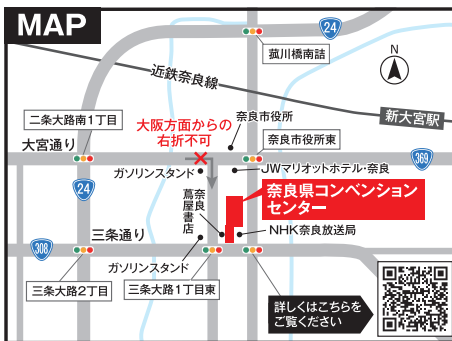 MAP
24
菰川橋南詰
N
近鉄奈良線
新大宮駅
二条大路南1丁目
大阪方面からの
右折不可
奈良市役所
大宮通り
奈良市役所東
369
ガソリンスタンド
JWマリオットホテル・奈良
24
奈良
蔦屋書店
奈良県コンベンション
センター
三条通り
NHK奈良放送局
308
ガソリンスタンド
三条大路2丁目
三条大路1丁目東
詳しくはこちらを
ご覧ください